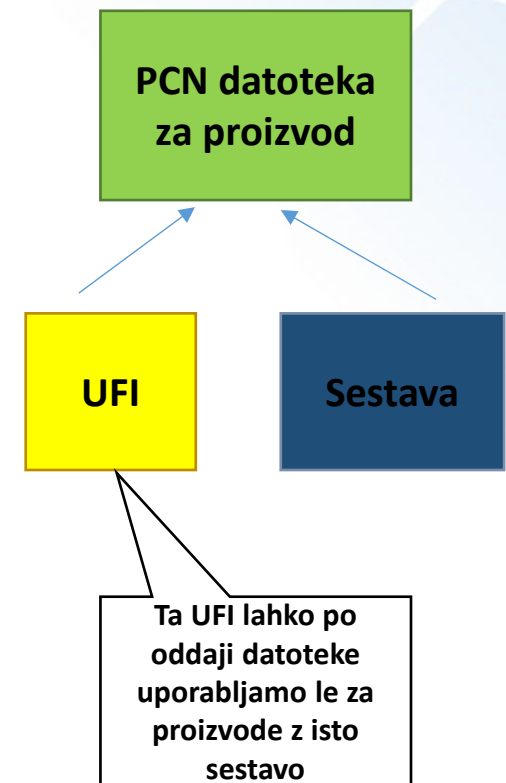 PCN datoteka
za proizvod
UFI
Sestava
Ta UFI lahko po
oddaji datoteke
uporabljamo le za
proizvode z isto
sestavo